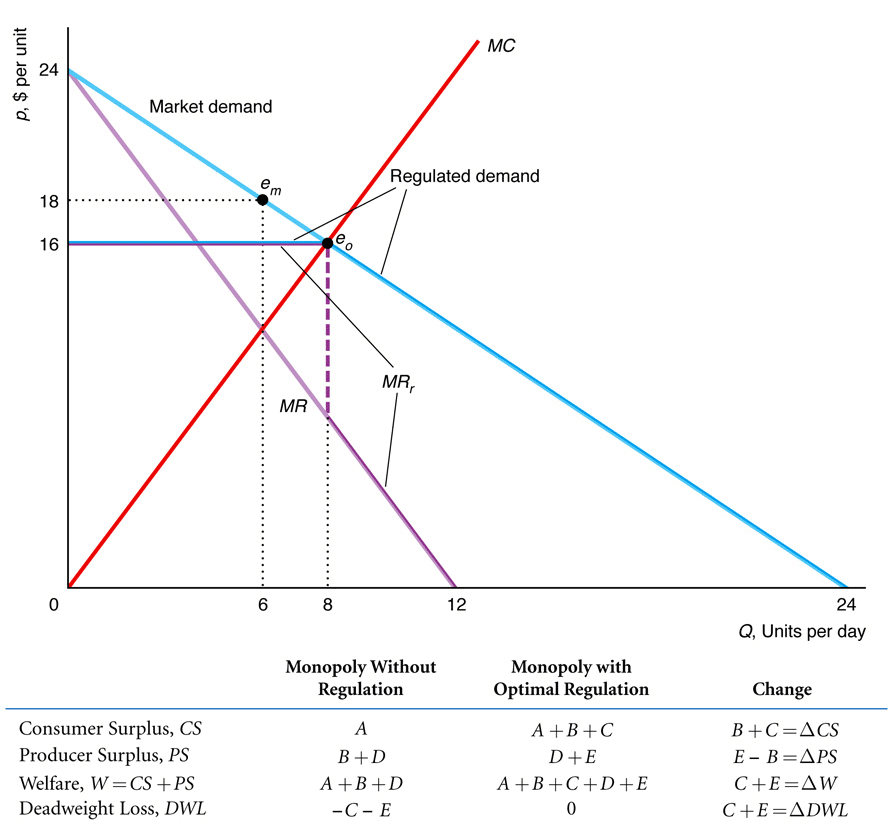 p, $ per unit
24
MC
Market demand
e_m
Regulated demand
18
16
e_o
MR_r
MR
0
6
8
12
24
Q, Units per day
Monopoly Without Regulation
Monopoly with Optimal Regulation
Change
Consumer Surplus, CS A A + B + C B + C = ΔCS
Producer Surplus, PS B + D D + E E – B = ΔPS
Welfare, W = CS + PS A + B + D A + B + C + D + E C + E = ΔW
Deadweight Loss, DWL –C – E 0 C + E = ΔDWL